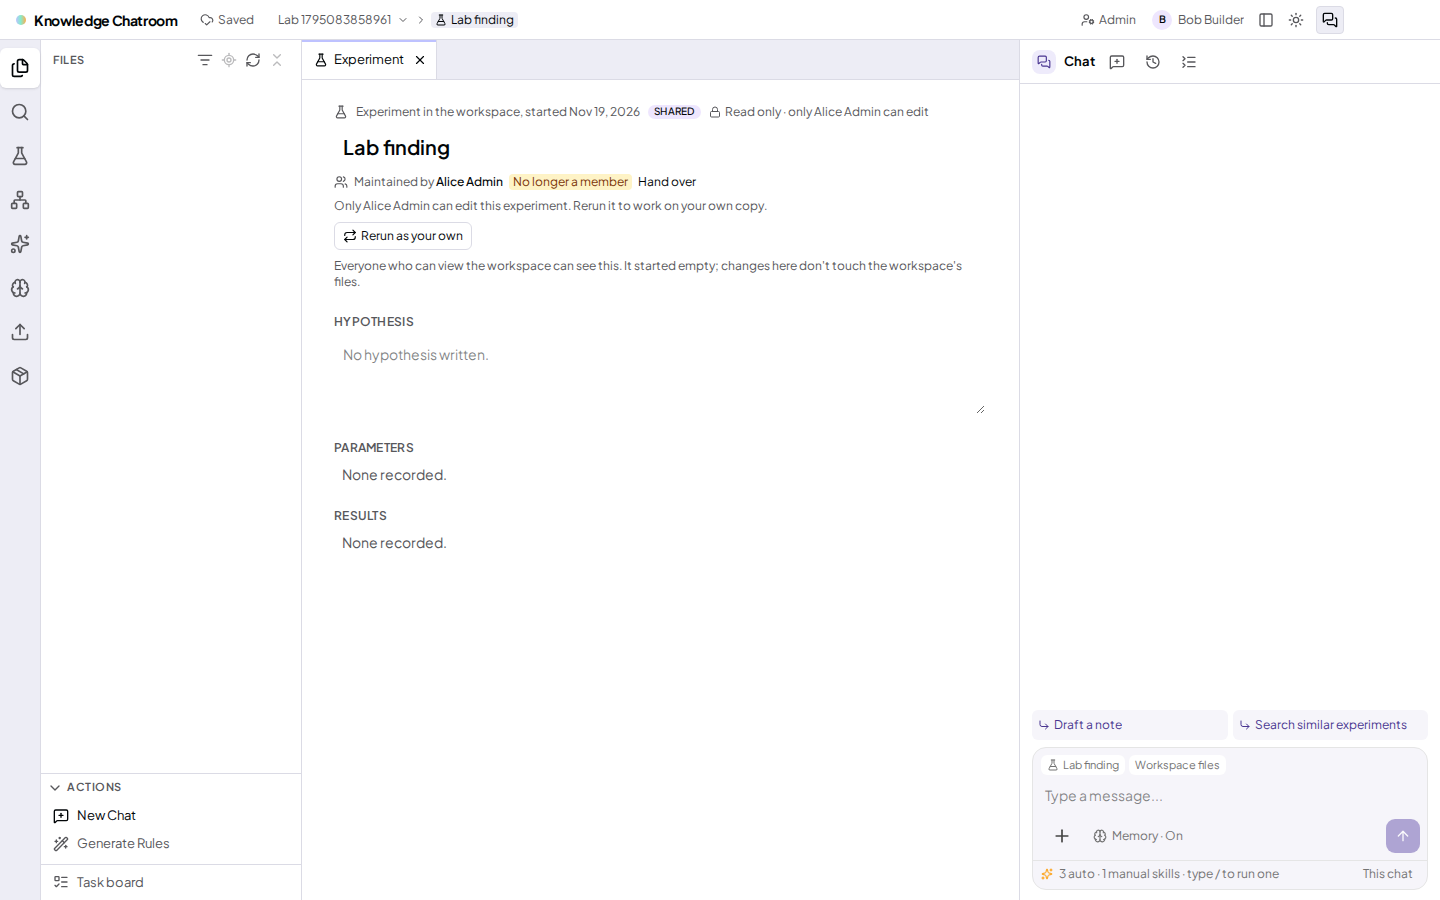 Knowledge Chatroom
Saved
Lab 1795083858961
Lab finding
Admin
B
Bob Builder
FILES
Experiment
Experiment in the workspace, started Nov 19, 2026
SHARED
Read only · only Alice Admin can edit
Lab finding
Maintained by Alice Admin
No longer a member
Hand over
Only Alice Admin can edit this experiment. Rerun it to work on your own copy.
Rerun as your own
Everyone who can view the workspace can see this. It started empty; changes here don't touch the workspace's
files.
HYPOTHESIS
No hypothesis written.
PARAMETERS
None recorded.
RESULTS
None recorded.
ACTIONS
New Chat
Generate Rules
Task board
Chat
Draft a note
Search similar experiments
Lab finding
Workspace files
Type a message...
Memory · On
3 auto · 1 manual skills · type / to run one
This chat